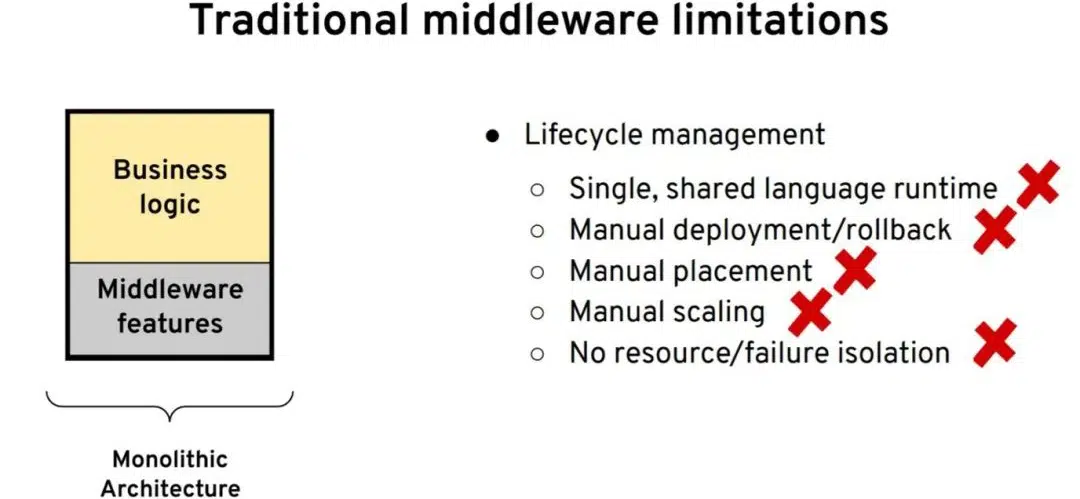 Traditional middleware limitations
Business
logic
Middleware
features
Monolithic
Architecture
● Lifecycle management
○ Single, shared language runtime
○ Manual deployment/rollback
○ Manual placement
○ Manual scaling
○ No resource/failure isolation